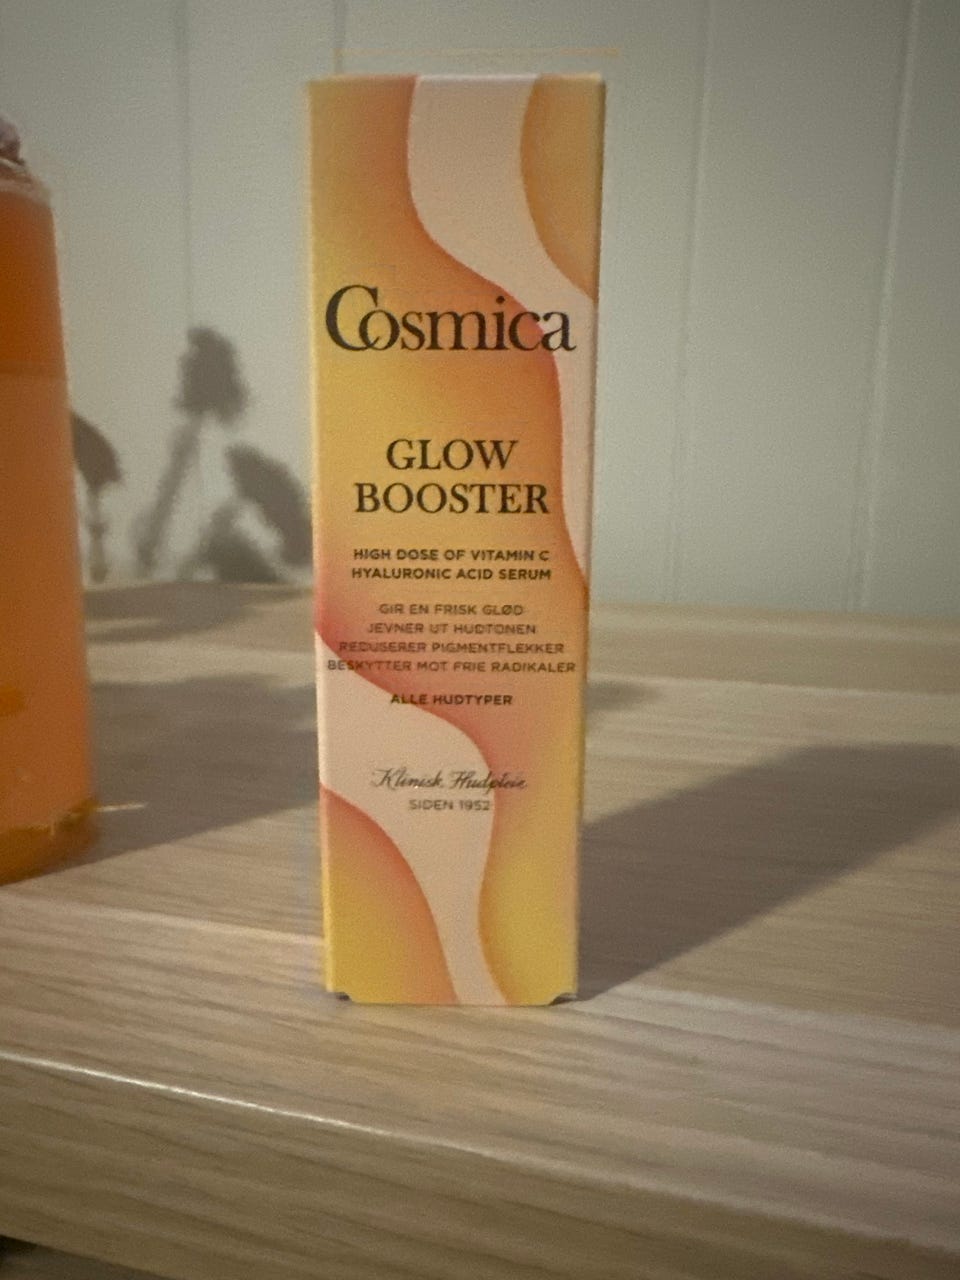 Cosmica
GLOW
BOOSTER
HIGH DOSE OF VITAMIN C
HYALURONIC ACID SERUM
GIR EN FRISK GLØD
JEVNER UT HUDTONEN
REDUSERER PIGMENTFLEKKER
BESKYTTER MOT FRIE RADIKALER
ALLE HUDTYPER
Klinisk Hudpleie
SIDEN 1952